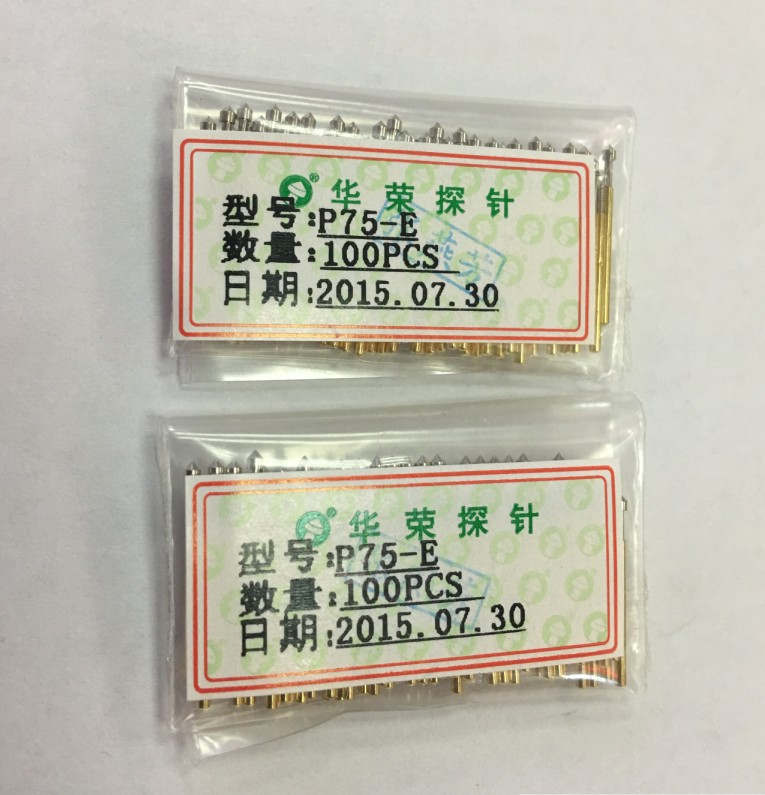 ® 华荣探针
型号:P75-E
数量:100PCS
日期:2015.07.30
华荣探针
型号:P75-E
数量:100PCS
日期:2015.07.30